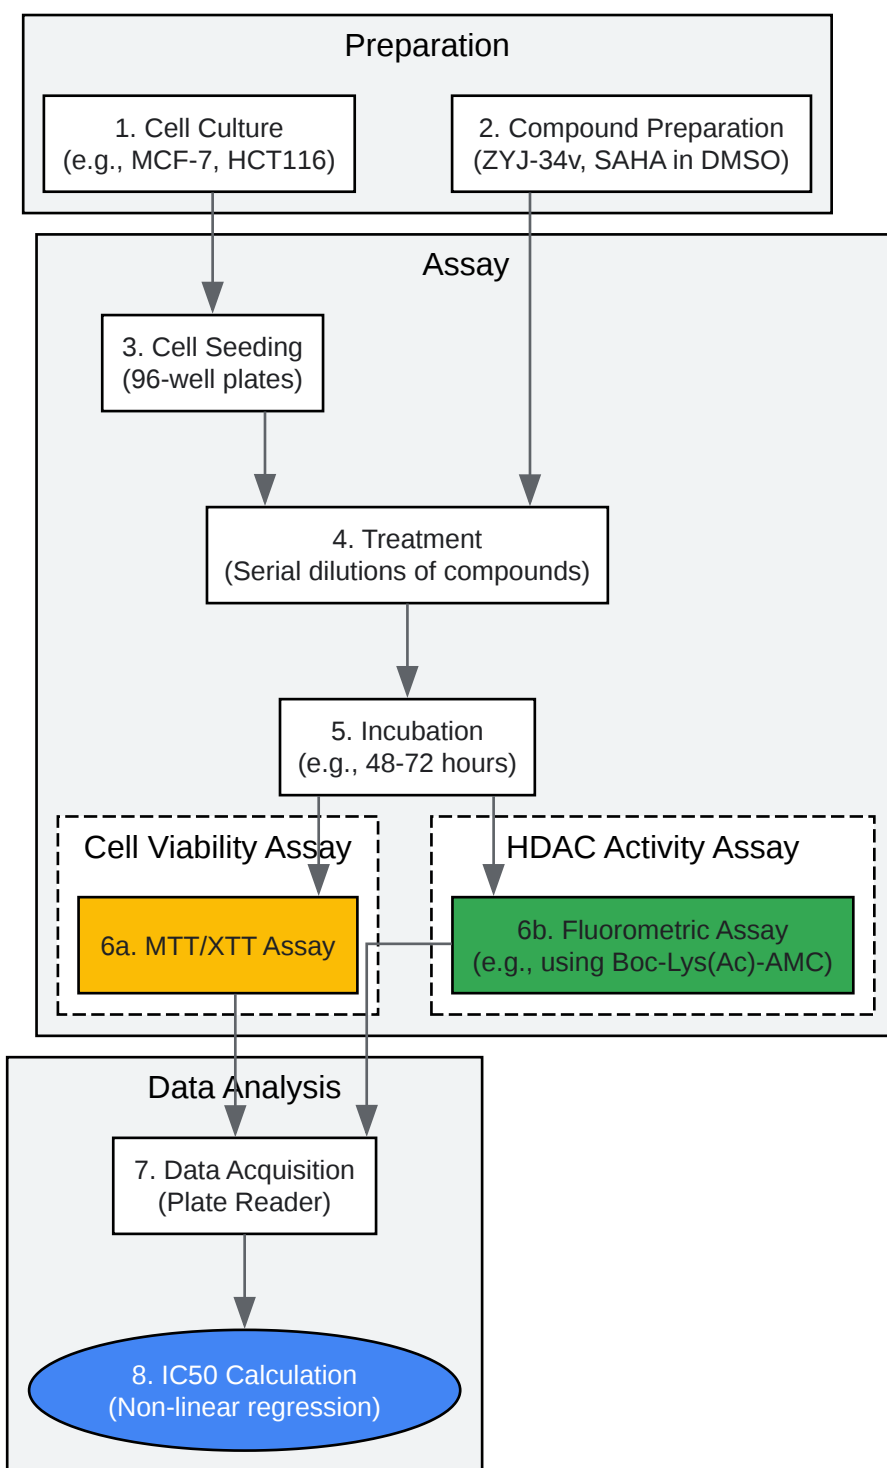 Preparation
1. Cell Culture
(e.g., MCF-7, HCT116)
2. Compound Preparation
(ZYJ-34v, SAHA in DMSO)
Assay
3. Cell Seeding
(96-well plates)
4. Treatment
(Serial dilutions of compounds)
5. Incubation
(e.g., 48-72 hours)
Cell Viability Assay
6a. MTT/XTT Assay
HDAC Activity Assay
6b. Fluorometric Assay
(e.g., using Boc-Lys(Ac)-AMC)
Data Analysis
7. Data Acquisition
(Plate Reader)
8. IC50 Calculation
(Non-linear regression)